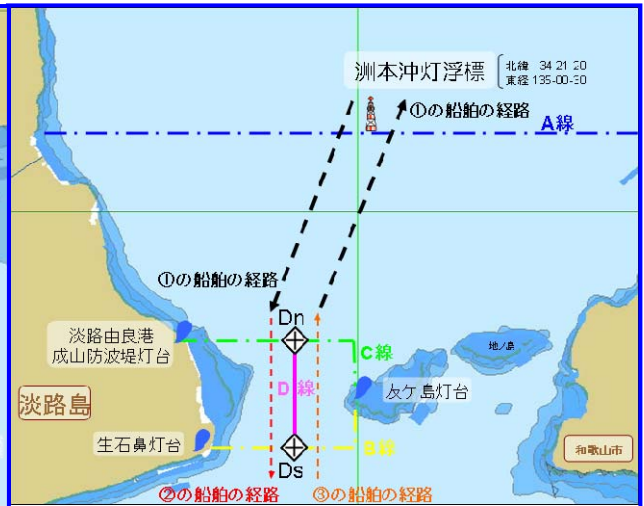 洲本沖灯浮標
北緯 34 21 20
東経 135-00-30
①の船舶の経路
A線
①の船舶の経路
Dn
淡路由良港
成山防波堤灯台
C線
地ノ島
D線
友ケ島灯台
淡路島
生石鼻灯台
B線
和歌山市
Ds
②の船舶の経路
③の船舶の経路